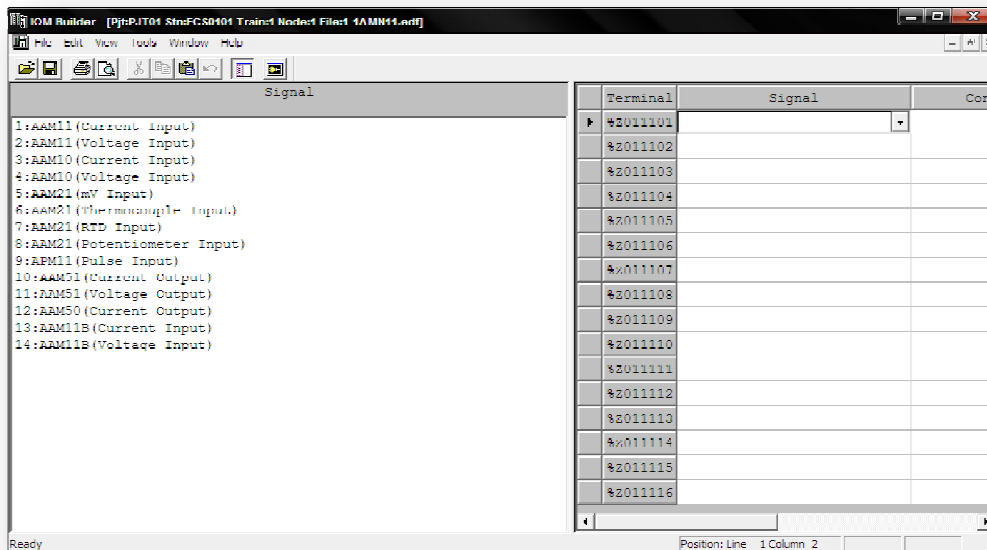 IOM Builder [Pjt:PJT01 Stn:FCS0101 Train:1 Node:1 File:1 1AMN11.edf]
File Edit View Tools Window Help
Signal
1:AAM11(Current Input)
2:AAM11(Voltage Input)
3:AAM10(Current Input)
4:AAM10(Voltage Input)
5:AAM21(mV Input)
6:AAM21(Thermocouple Input)
7:AAM21(RTD Input)
8:AAM21(Potentiometer Input)
9:APM11(Pulse Input)
10:AAM51(Current Output)
11:AAM51(Voltage Output)
12:AAM50(Current Output)
13:AAM11B(Current Input)
14:AAM11B(Voltage Input)
Terminal Signal Con
%Z011101
%Z011102
%Z011103
%Z011104
%Z011105
%Z011106
%Z011107
%Z011108
%Z011109
%Z011110
%Z011111
%Z011112
%Z011113
%Z011114
%Z011115
%Z011116
Ready
Position: Line 1 Column 2